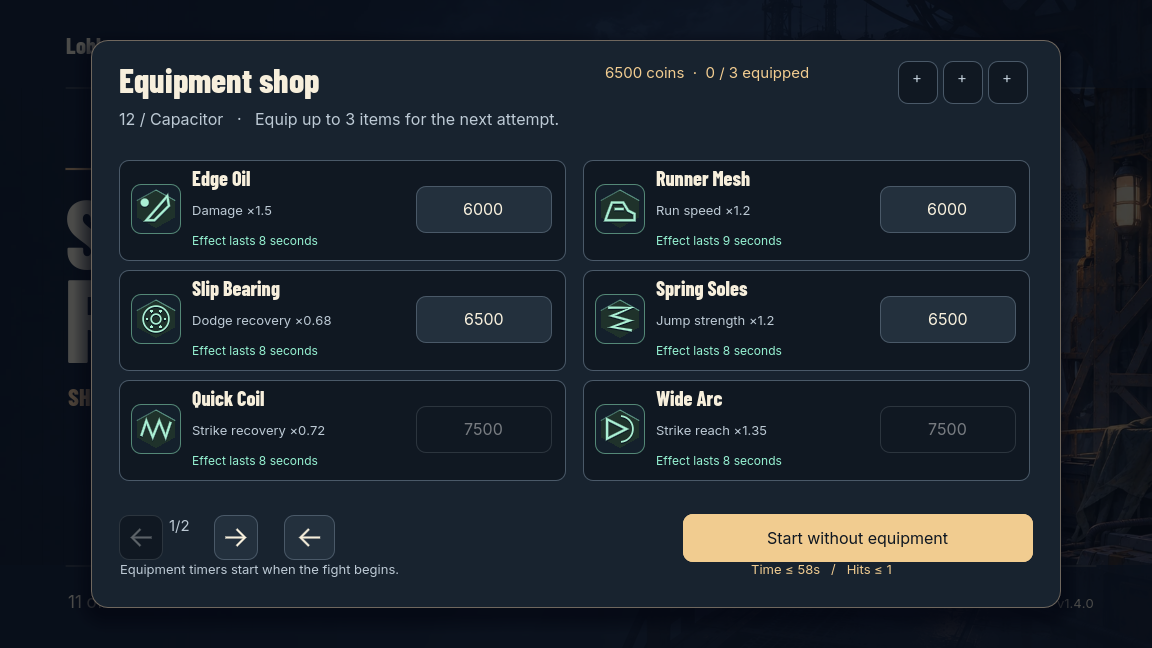 Equipment shop
6500 coins · 0 / 3 equipped
+ + +
12 / Capacitor · Equip up to 3 items for the next attempt.
Edge Oil
Damage ×1.5
Effect lasts 8 seconds
6000
Runner Mesh
Run speed ×1.2
Effect lasts 9 seconds
6000
Slip Bearing
Dodge recovery ×0.68
Effect lasts 8 seconds
6500
Spring Soles
Jump strength ×1.2
Effect lasts 8 seconds
6500
Quick Coil
Strike recovery ×0.72
Effect lasts 8 seconds
7500
Wide Arc
Strike reach ×1.35
Effect lasts 8 seconds
7500
1/2
Start without equipment
Equipment timers start when the fight begins.
Time ≤ 58s / Hits ≤ 1
11
v1.4.0